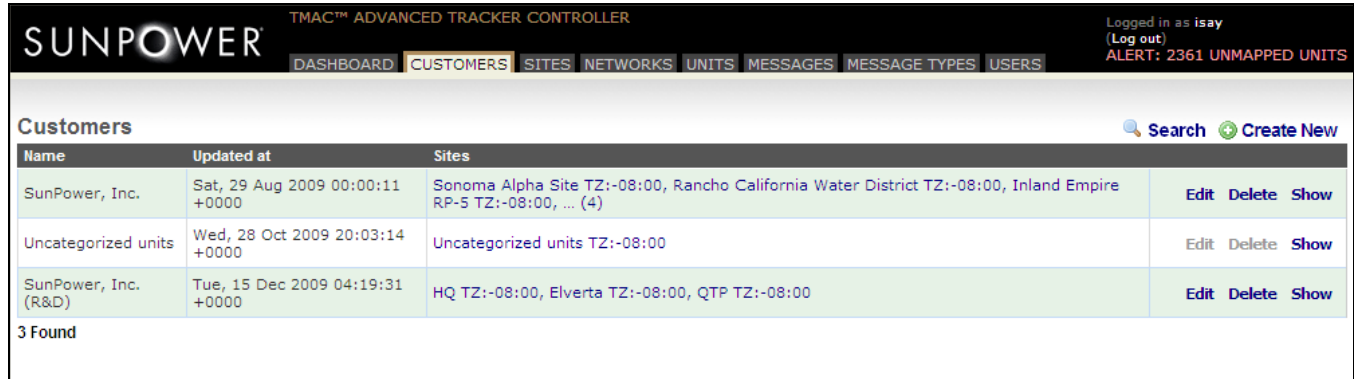 SUNPOWER
TMAC™ ADVANCED TRACKER CONTROLLER
DASHBOARD CUSTOMERS SITES NETWORKS UNITS MESSAGES MESSAGE TYPES USERS
Logged in as isay
(Log out)
ALERT: 2361 UNMAPPED UNITS
Customers
Search Create New
Name Updated at Sites
SunPower, Inc.
Sat, 29 Aug 2009 00:00:11
+0000
Sonoma Alpha Site TZ:-08:00, Rancho California Water District TZ:-08:00, Inland Empire
RP-5 TZ:-08:00, ... (4)
Edit Delete Show
Uncategorized units
Wed, 28 Oct 2009 20:03:14
+0000
Uncategorized units TZ:-08:00
Edit Delete Show
SunPower, Inc.
(R&D)
Tue, 15 Dec 2009 04:19:31
+0000
HQ TZ:-08:00, Elverta TZ:-08:00, QTP TZ:-08:00
Edit Delete Show
3 Found